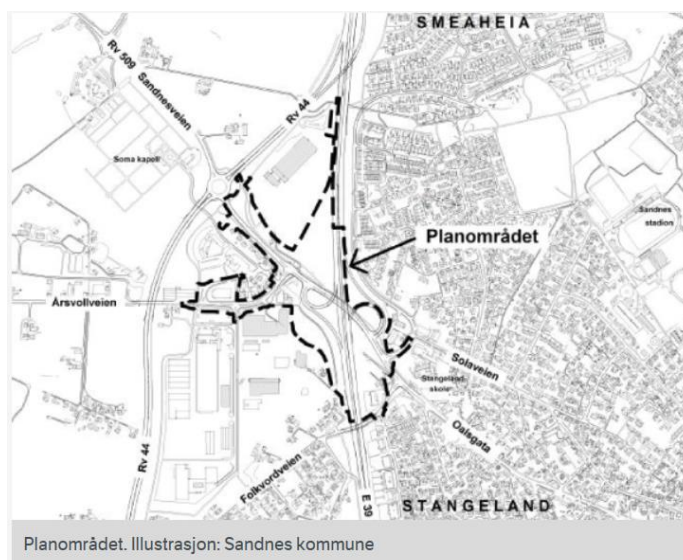 SMEAHEIA
Rv 509
Sandnesveien
Rv 44
Soma kapell
Sandnes
stadion
Planområdet
Årsvollveien
Solaveien
Stangeland
skole
Oalsgata
Rv 44
Folkvordveien
E 39
STANGELAND
Planområdet. Illustrasjon: Sandnes kommune